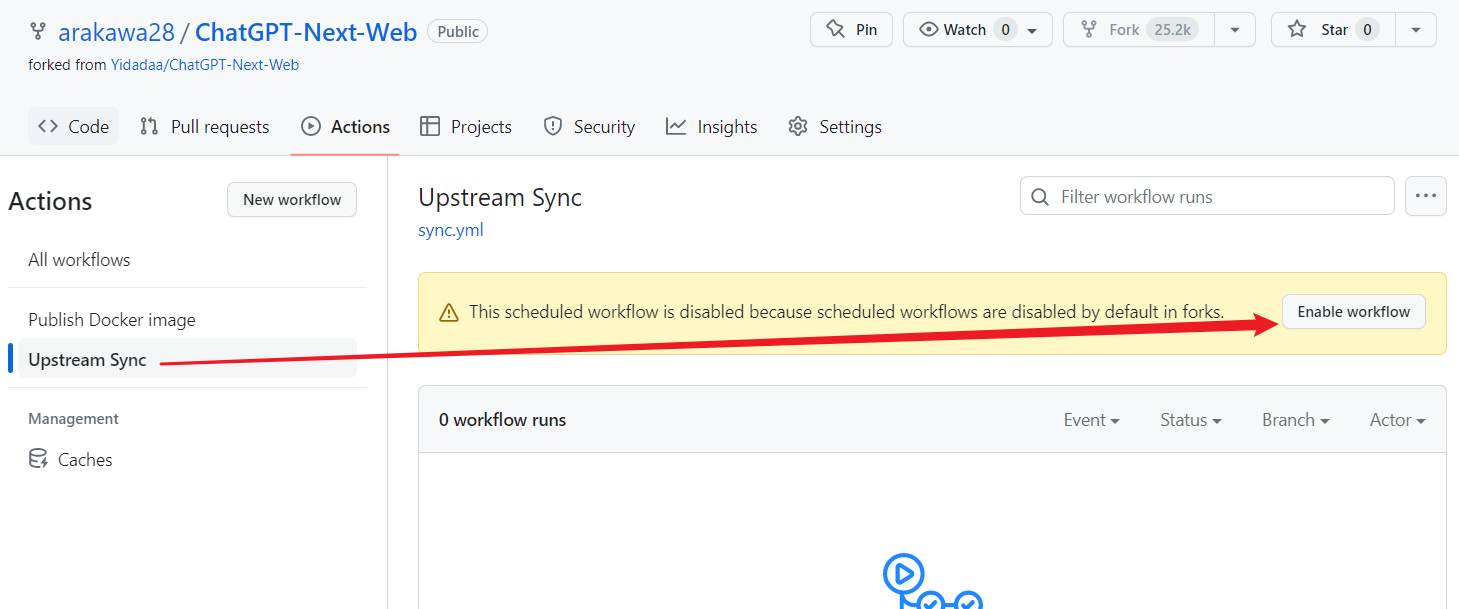 arakawa28 / ChatGPT-Next-Web Public Pin Watch 0 Fork 25.2k Star 0
forked from Yidadaa/ChatGPT-Next-Web
Code Pull requests Actions Projects Security Insights Settings
Actions New workflow
All workflows
Publish Docker image
Upstream Sync
Management
Caches
Upstream Sync
Filter workflow runs
sync.yml
This scheduled workflow is disabled because scheduled workflows are disabled by default in forks. Enable workflow
0 workflow runs Event Status Branch Actor